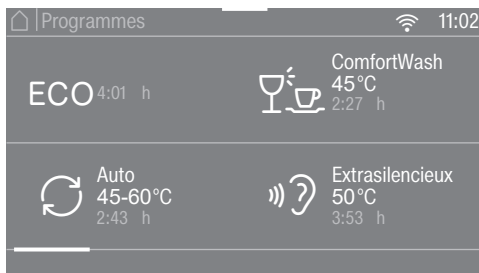 Programmes
11:02
ECO 4:01 h
ComfortWash
45°C
2:27 h
Auto
45-60°C
2:43 h
Extrasilencieux
50°C
3:53 h